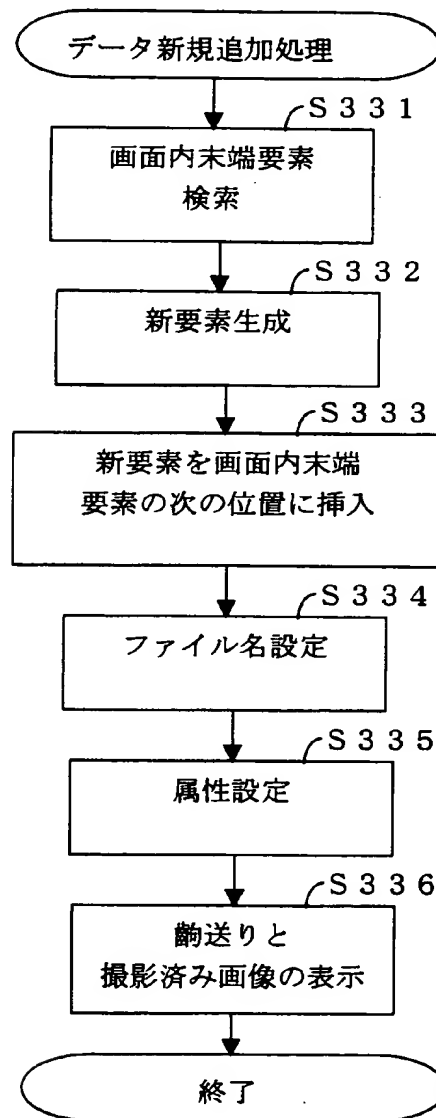 データ新規追加処理
S331
画面内末端要素
検索
S332
新要素生成
S333
新要素を画面内末端
要素の次の位置に挿入
S334
ファイル名設定
S335
属性設定
S336
齣送りと
撮影済み画像の表示
終了